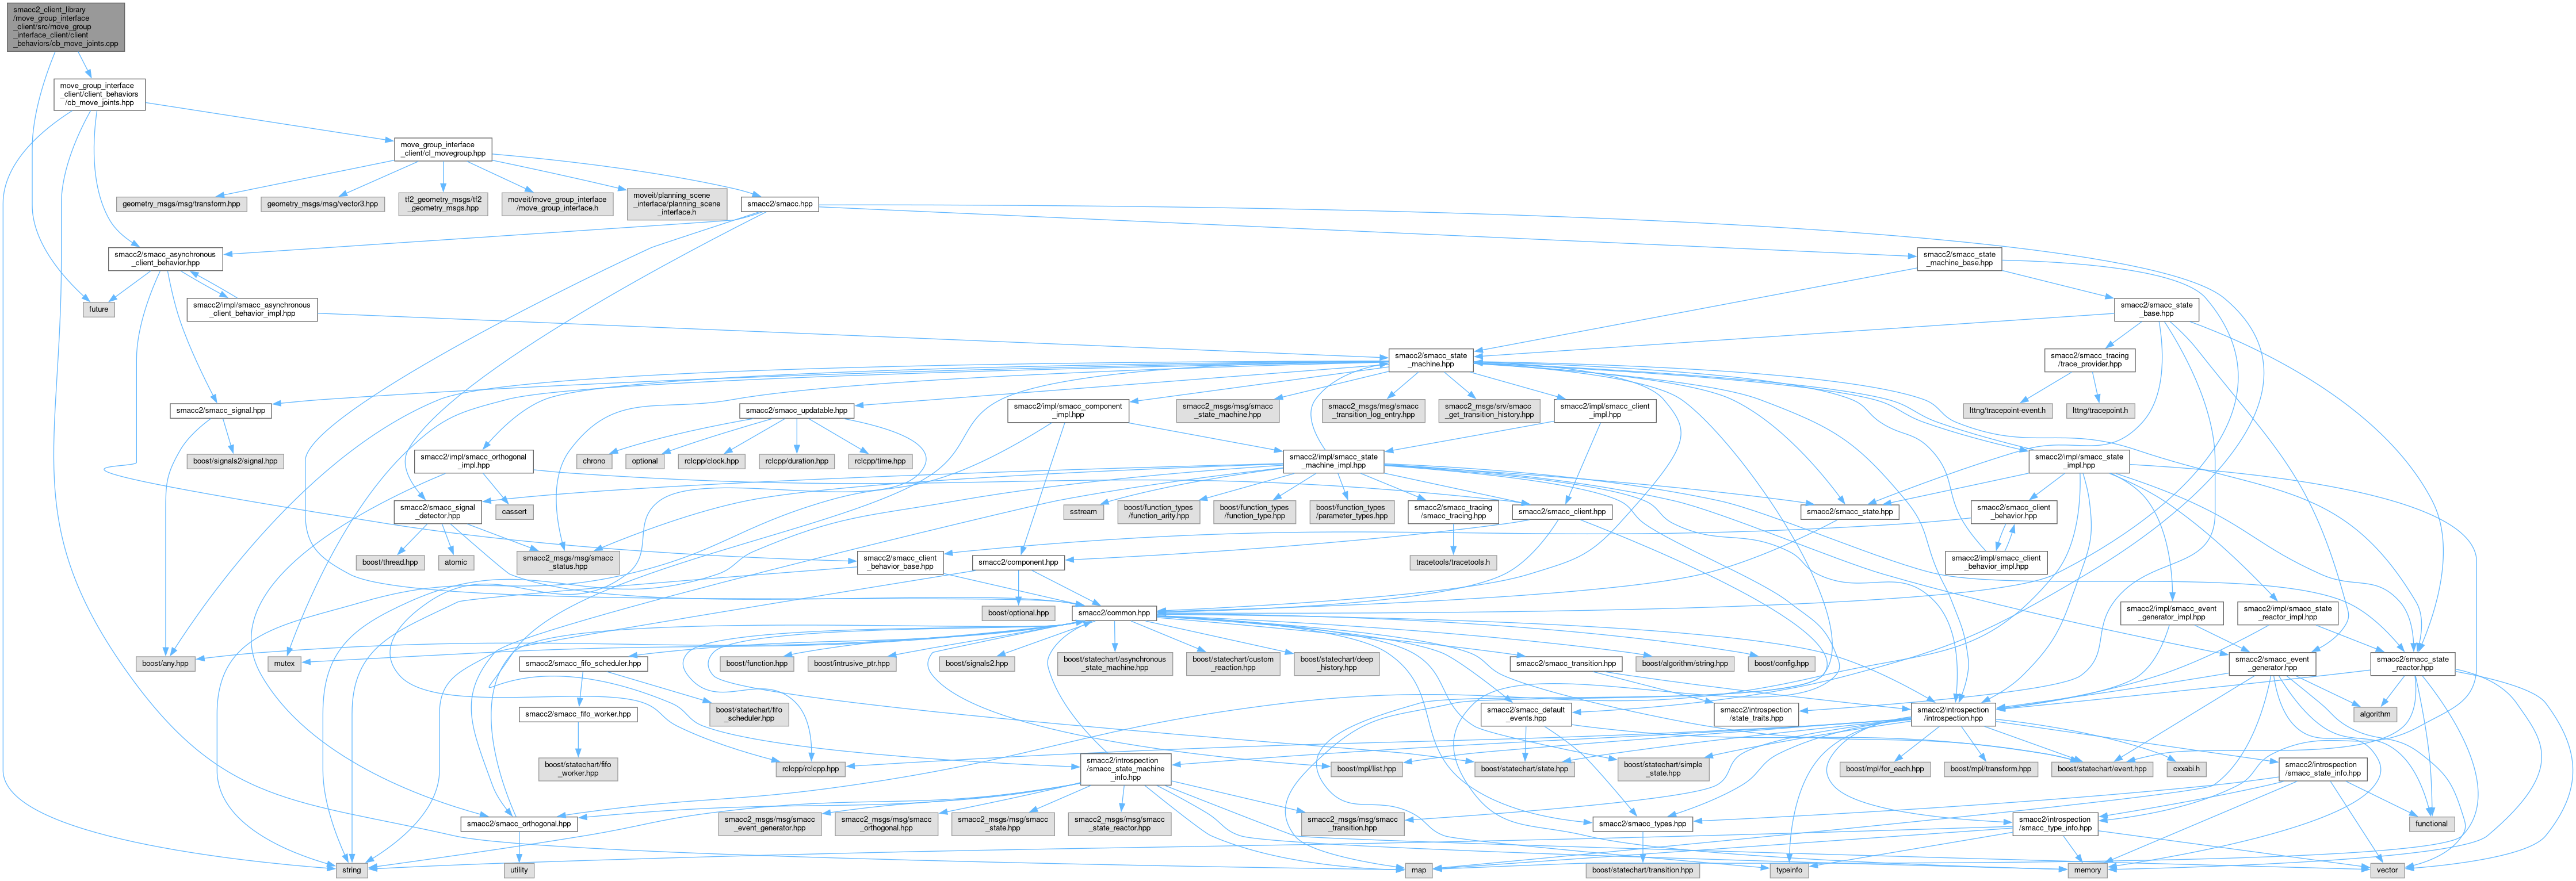 smacc2_client_library
/move_group_interface
_client/src/move_group
_interface_client/client
_behaviors/cb_move_joints.cpp
move_group_interface
_client/client_behaviors
/cb_move_joints.hpp
move_group_interface
_client/cl_movegroup.hpp
geometry_msgs/msg/transform.hpp
geometry_msgs/msg/vector3.hpp
tf2_geometry_msgs/tf2
_geometry_msgs.hpp
moveit/move_group_interface
/move_group_interface.h
moveit/planning_scene
_interface/planning_scene
_interface.h
smacc2/smacc.hpp
smacc2/smacc_asynchronous
_client_behavior.hpp
smacc2/smacc_state
_machine_base.hpp
future
smacc2/impl/smacc_asynchronous
_client_behavior_impl.hpp
smacc2/smacc_state
_base.hpp
smacc2/smacc_state
_machine.hpp
smacc2/smacc_tracing
/trace_provider.hpp
smacc2/smacc_signal.hpp
smacc2/smacc_updatable.hpp
smacc2/impl/smacc_component
_impl.hpp
smacc2_msgs/msg/smacc
_state_machine.hpp
smacc2_msgs/msg/smacc
_transition_log_entry.hpp
smacc2_msgs/srv/smacc
_get_transition_history.hpp
smacc2/impl/smacc_client
_impl.hpp
lttng/tracepoint-event.h
lttng/tracepoint.h
boost/signals2/signal.hpp
smacc2/impl/smacc_orthogonal
_impl.hpp
chrono
optional
rclcpp/clock.hpp
rclcpp/duration.hpp
rclcpp/time.hpp
smacc2/impl/smacc_state
_machine_impl.hpp
smacc2/impl/smacc_state
_impl.hpp
smacc2/smacc_signal
_detector.hpp
cassert
sstream
boost/function_types
/function_arity.hpp
boost/function_types
/function_type.hpp
boost/function_types
/parameter_types.hpp
smacc2/smacc_tracing
/smacc_tracing.hpp
smacc2/smacc_client.hpp
smacc2/smacc_state.hpp
smacc2/smacc_client
_behavior.hpp
boost/thread.hpp
atomic
smacc2_msgs/msg/smacc
_status.hpp
smacc2/smacc_client
_behavior_base.hpp
smacc2/component.hpp
tracetools/tracetools.h
smacc2/impl/smacc_client
_behavior_impl.hpp
boost/optional.hpp
smacc2/common.hpp
smacc2/impl/smacc_event
_generator_impl.hpp
smacc2/impl/smacc_state
_reactor_impl.hpp
boost/any.hpp
mutex
smacc2/smacc_fifo_scheduler.hpp
boost/function.hpp
boost/intrusive_ptr.hpp
boost/signals2.hpp
boost/statechart/asynchronous
_state_machine.hpp
boost/statechart/custom
_reaction.hpp
boost/statechart/deep
_history.hpp
smacc2/smacc_transition.hpp
boost/algorithm/string.hpp
boost/config.hpp
smacc2/smacc_event
_generator.hpp
smacc2/smacc_state
_reactor.hpp
smacc2/smacc_fifo_worker.hpp
boost/statechart/fifo
_scheduler.hpp
smacc2/smacc_default
_events.hpp
smacc2/introspection
/state_traits.hpp
smacc2/introspection
/introspection.hpp
algorithm
boost/statechart/fifo
_worker.hpp
rclcpp/rclcpp.hpp
smacc2/introspection
/smacc_state_machine
_info.hpp
boost/mpl/list.hpp
boost/statechart/state.hpp
boost/statechart/simple
_state.hpp
boost/mpl/for_each.hpp
boost/mpl/transform.hpp
boost/statechart/event.hpp
cxxabi.h
smacc2/introspection
/smacc_state_info.hpp
smacc2/smacc_orthogonal.hpp
smacc2_msgs/msg/smacc
_event_generator.hpp
smacc2_msgs/msg/smacc
_orthogonal.hpp
smacc2_msgs/msg/smacc
_state.hpp
smacc2_msgs/msg/smacc
_state_reactor.hpp
smacc2_msgs/msg/smacc
_transition.hpp
smacc2/smacc_types.hpp
smacc2/introspection
/smacc_type_info.hpp
functional
string
utility
map
boost/statechart/transition.hpp
typeinfo
memory
vector